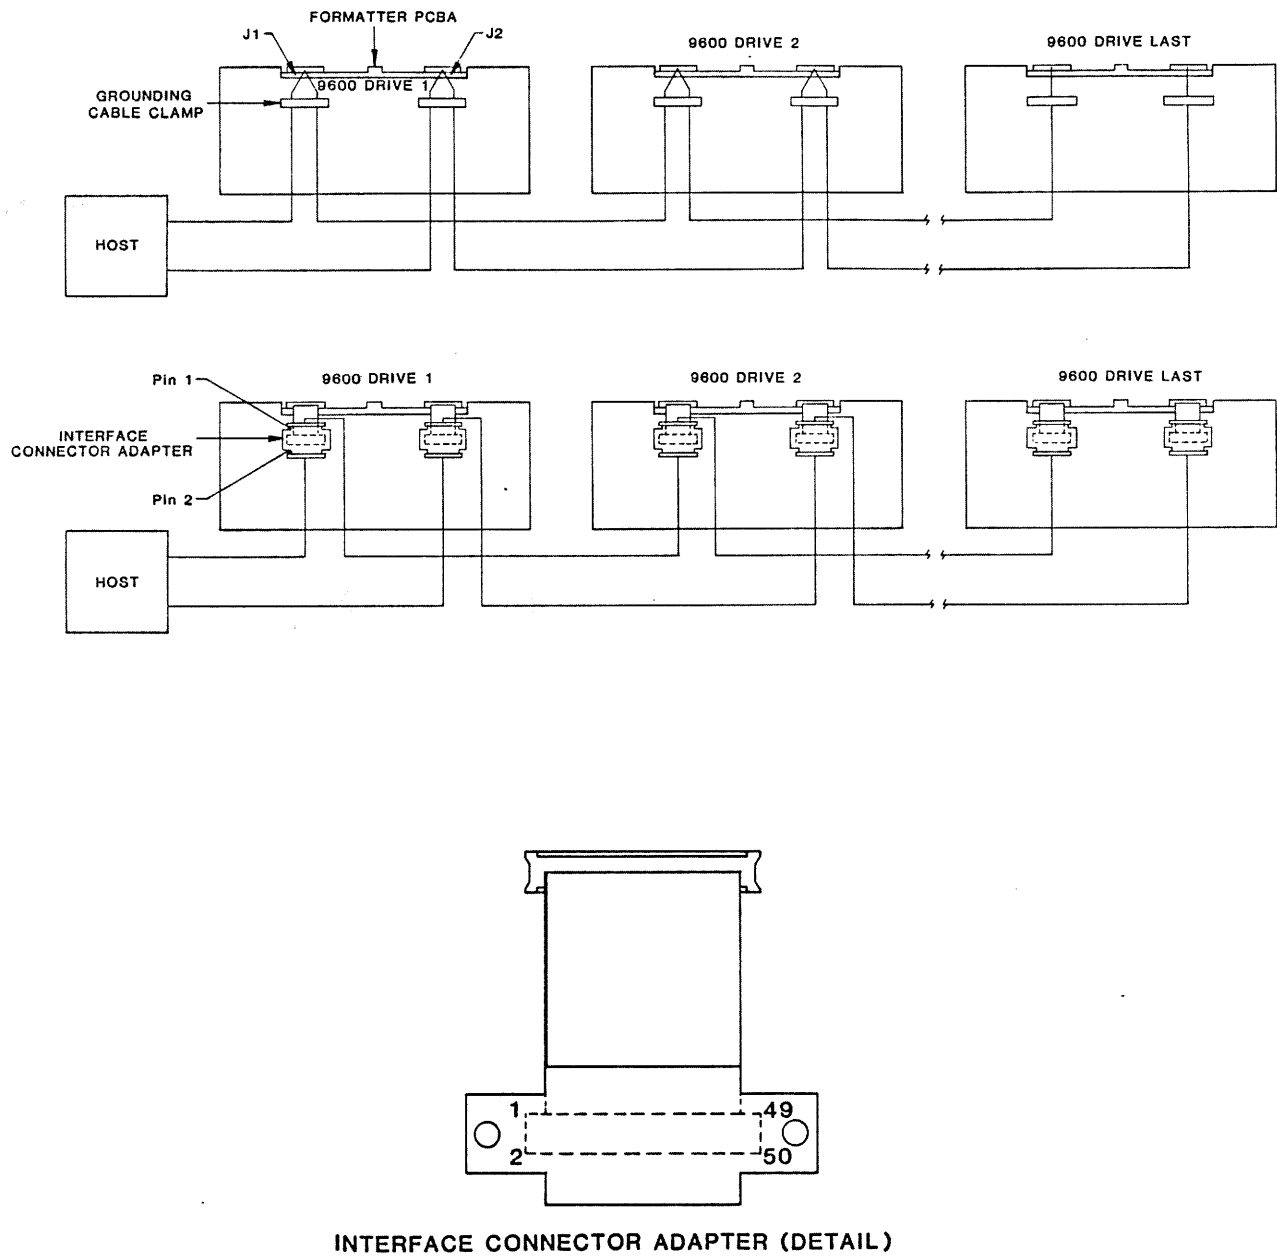 FORMATTER PCBA
J1
J2
9600 DRIVE 2
9600 DRIVE LAST
9600 DRIVE 1
GROUNDING
CABLE CLAMP
HOST
Pin 1
9600 DRIVE 1
9600 DRIVE 2
9600 DRIVE LAST
INTERFACE
CONNECTOR ADAPTER
Pin 2
HOST
1
49
2
50
INTERFACE CONNECTOR ADAPTER (DETAIL)